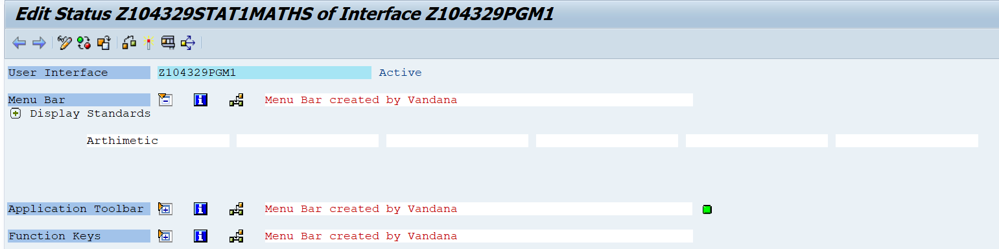 Edit Status Z104329STAT1MATHS of Interface Z104329PGM1
User Interface Z104329PGM1 Active
Menu Bar Menu Bar created by Vandana
Display Standards
Arthimetic
Application Toolbar Menu Bar created by Vandana
Function Keys Menu Bar created by Vandana